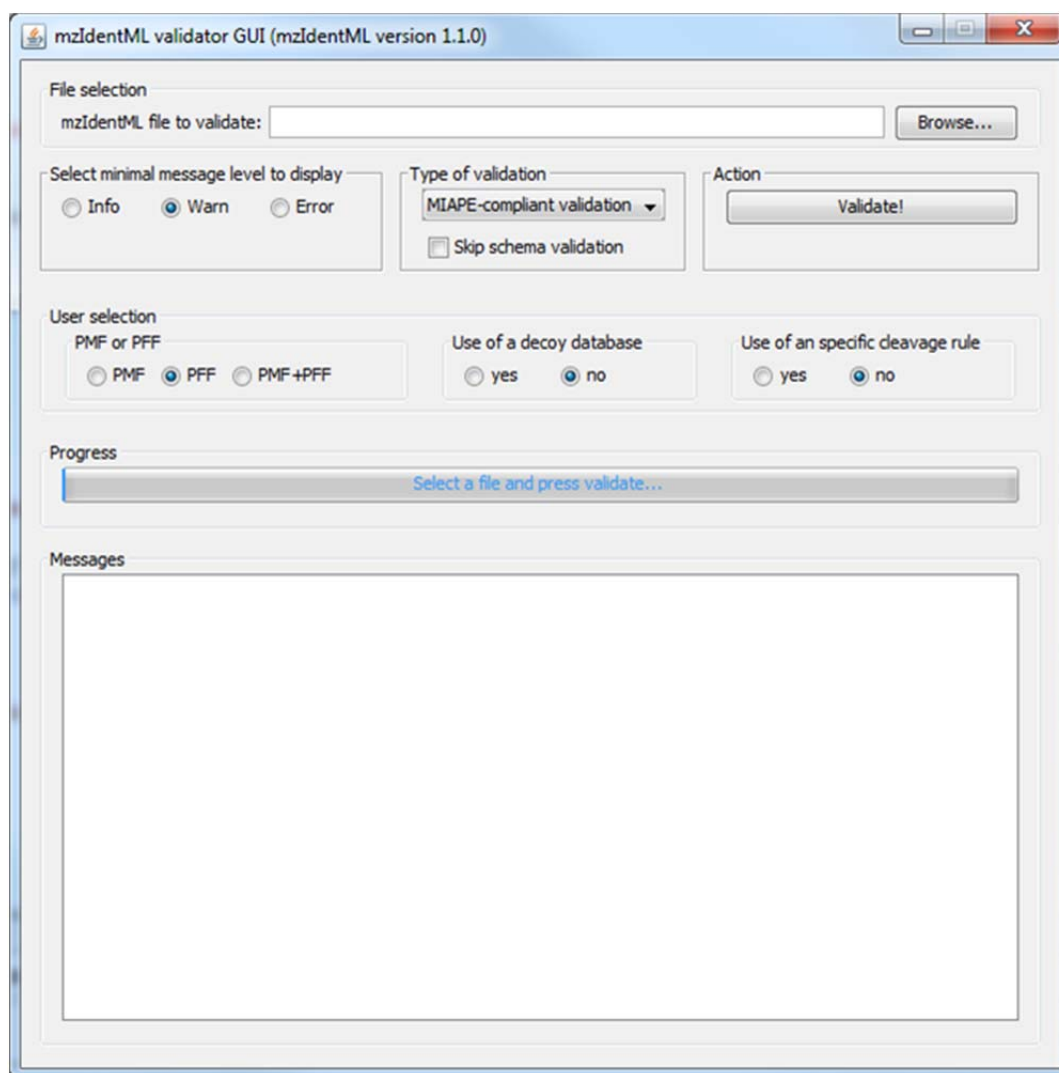 mzIdentML validator GUI (mzIdentML version 1.1.0)
File selection
mzIdentML file to validate:
Browse...
Select minimal message level to display
Info Warn Error
Type of validation
MIAPE-compliant validation
Skip schema validation
Action
Validate!
User selection
PMF or PFF
PMF PFF PMF+PFF
Use of a decoy database
yes no
Use of an specific cleavage rule
yes no
Progress
Select a file and press validate...
Messages